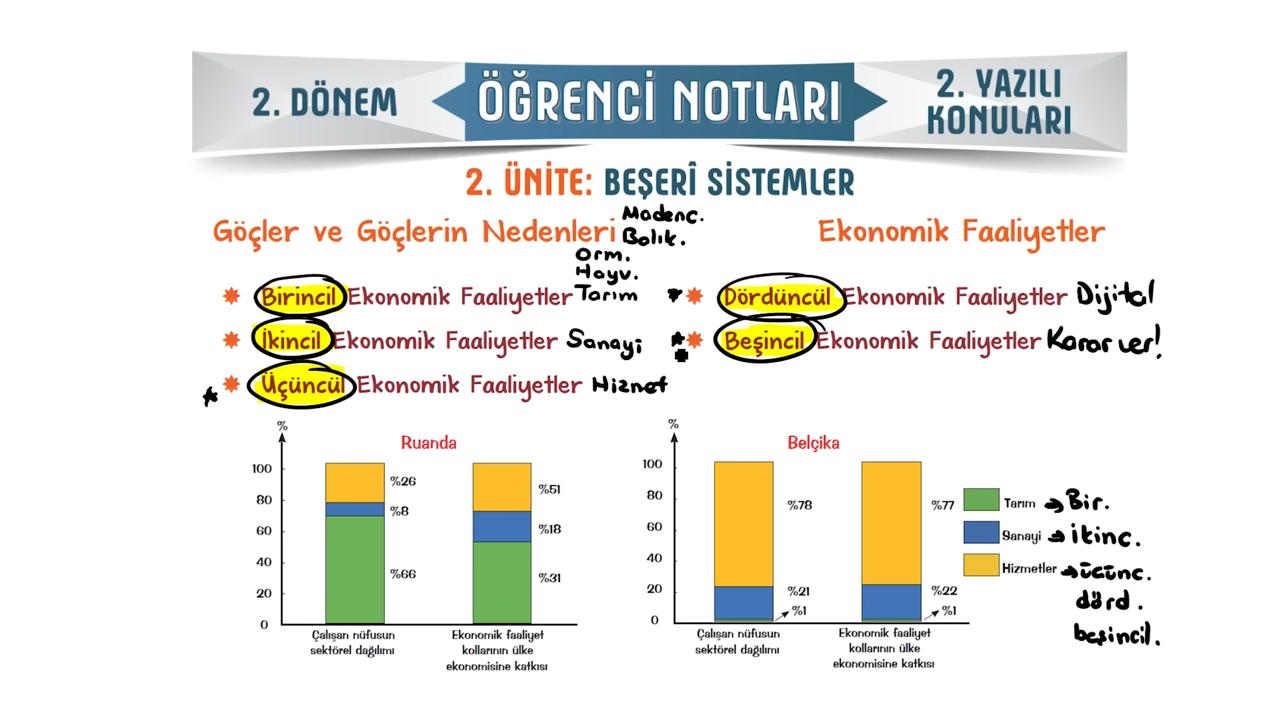 2. DÖNEM
ÖĞRENCİ NOTLARI
2. YAZILI
KONULARI
2. ÜNİTE: BEŞERÎ SİSTEMLER
Göçler ve Göçlerin Nedenleri
Madenc.
Balık.
Orm.
Hayv.
Birincil Ekonomik Faaliyetler Tarım
İkincil Ekonomik Faaliyetler Sanayi
Üçüncül Ekonomik Faaliyetler Hizmet
Ekonomik Faaliyetler
Dördüncül Ekonomik Faaliyetler Dijital
Beşincil Ekonomik Faaliyetler Karar ver!
%
Ruanda
100
80
60
40
20
0
%26
%8
%66
%51
%18
%31
Çalışan nüfusun
sektörel dağılımı
Ekonomik faaliyet
kollarının ülke
ekonomisine katkısı
%
Belçika
100
80
60
40
20
0
%78
%21
%1
%77
%22
%1
Çalışan nüfusun
sektörel dağılımı
Ekonomik faaliyet
kollarının ülke
ekonomisine katkısı
Tarım → Bir.
Sanayi → ikinc.
Hizmetler → üçünc.
dörd.
beşincil.